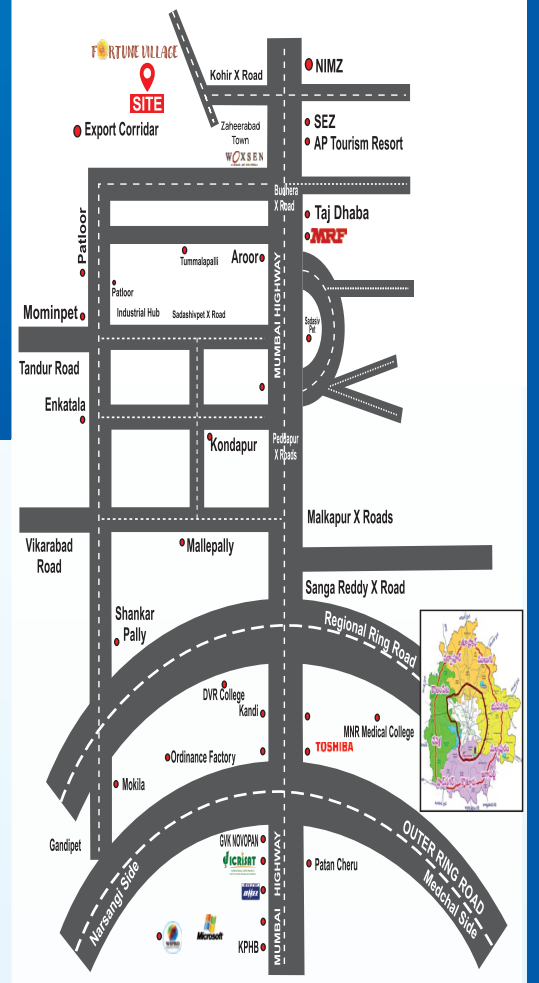 FORTUNE VILLAGE
SITE
Export Corridar
Kohir X Road
NIMZ
Zaheerabad
Town
WOXSEN
SEZ
AP Tourism Resort
Budhera
X Road
Taj Dhaba
MRF
Patloor
Tummalapalli
Aroor
MUMBAI HIGHWAY
Patloor
Industrial Hub
Sadashivpet X Road
Sadasiv
Pet
Mominpet
Tandur Road
Enkatala
Kondapur
Peddapur
X Roads
Malkapur X Roads
Vikarabad
Road
Mallepally
Sanga Reddy X Road
Shankar
Pally
Regional Ring Road
DVR College
Kandi
MNR Medical College
TOSHIBA
Ordinance Factory
Mokila
Gandipet
GVK NOVOPAN
ICRISAT
BHEL
OUTER RING ROAD
Medchal Side
Narsangi Side
MUMBAI HIGHWAY
Patan Cheru
WIPRO
Microsoft
KPHB